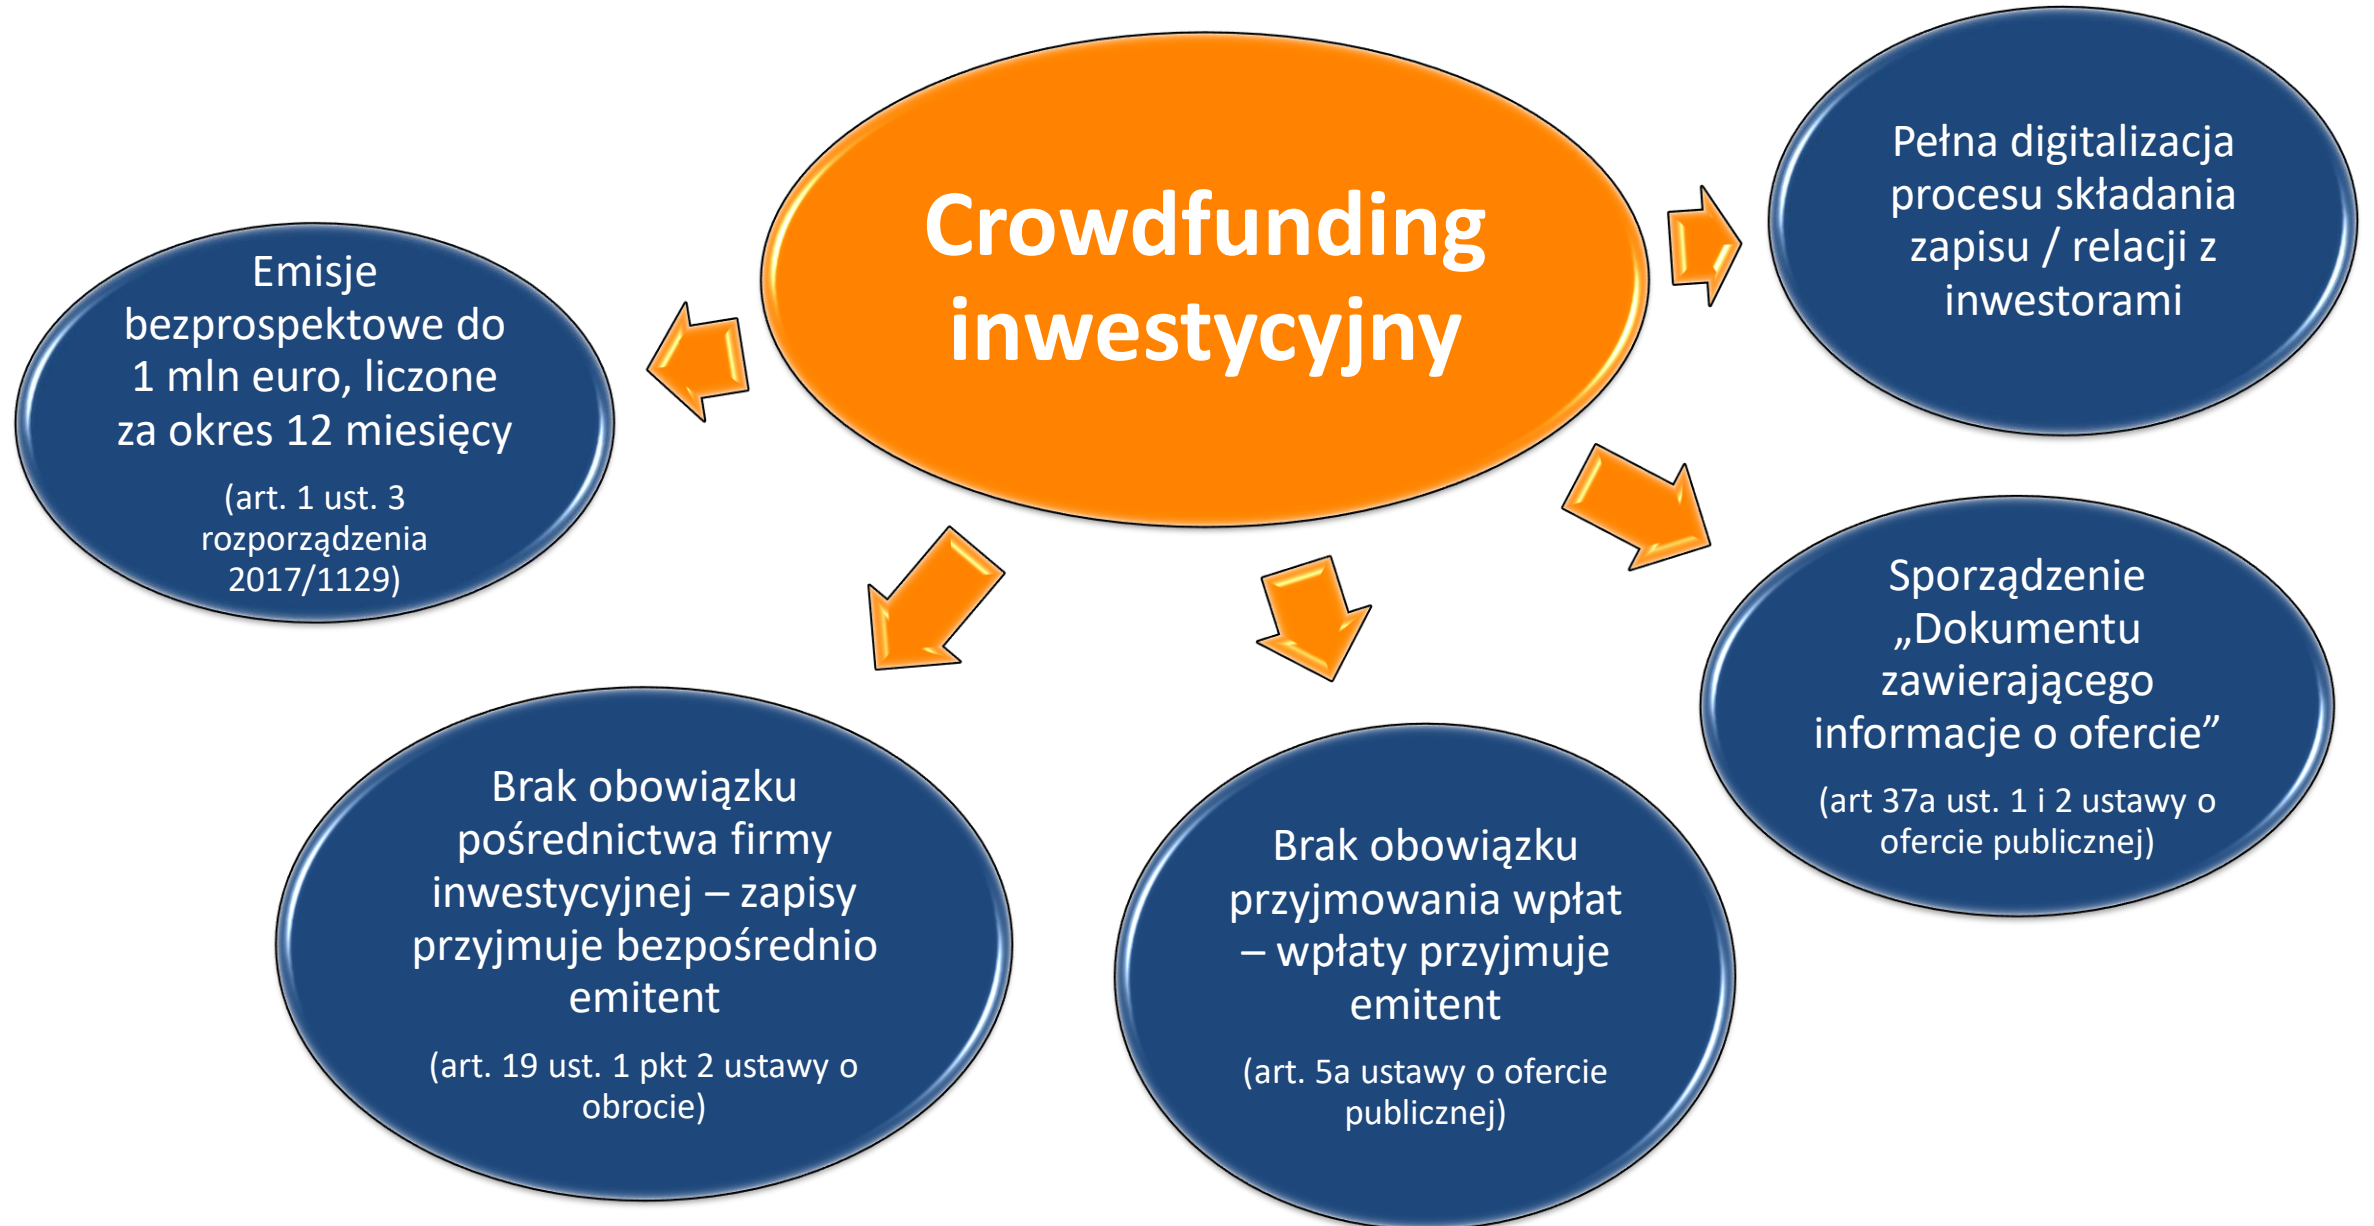 Crowdfunding
inwestycyjny
Pełna digitalizacja
procesu składania
zapisu / relacji z
inwestorami
Emisje
bezprospektowe do
1 mln euro, liczone
za okres 12 miesięcy
(art. 1 ust. 3
rozporządzenia
2017/1129)
Sporządzenie
„Dokumentu
zawierającego
informacje o ofercie”
(art 37a ust. 1 i 2 ustawy o
ofercie publicznej)
Brak obowiązku
pośrednictwa firmy
inwestycyjnej – zapisy
przyjmuje bezpośrednio
emitent
(art. 19 ust. 1 pkt 2 ustawy o
obrocie)
Brak obowiązku
przyjmowania wpłat
– wpłaty przyjmuje
emitent
(art. 5a ustawy o ofercie
publicznej)